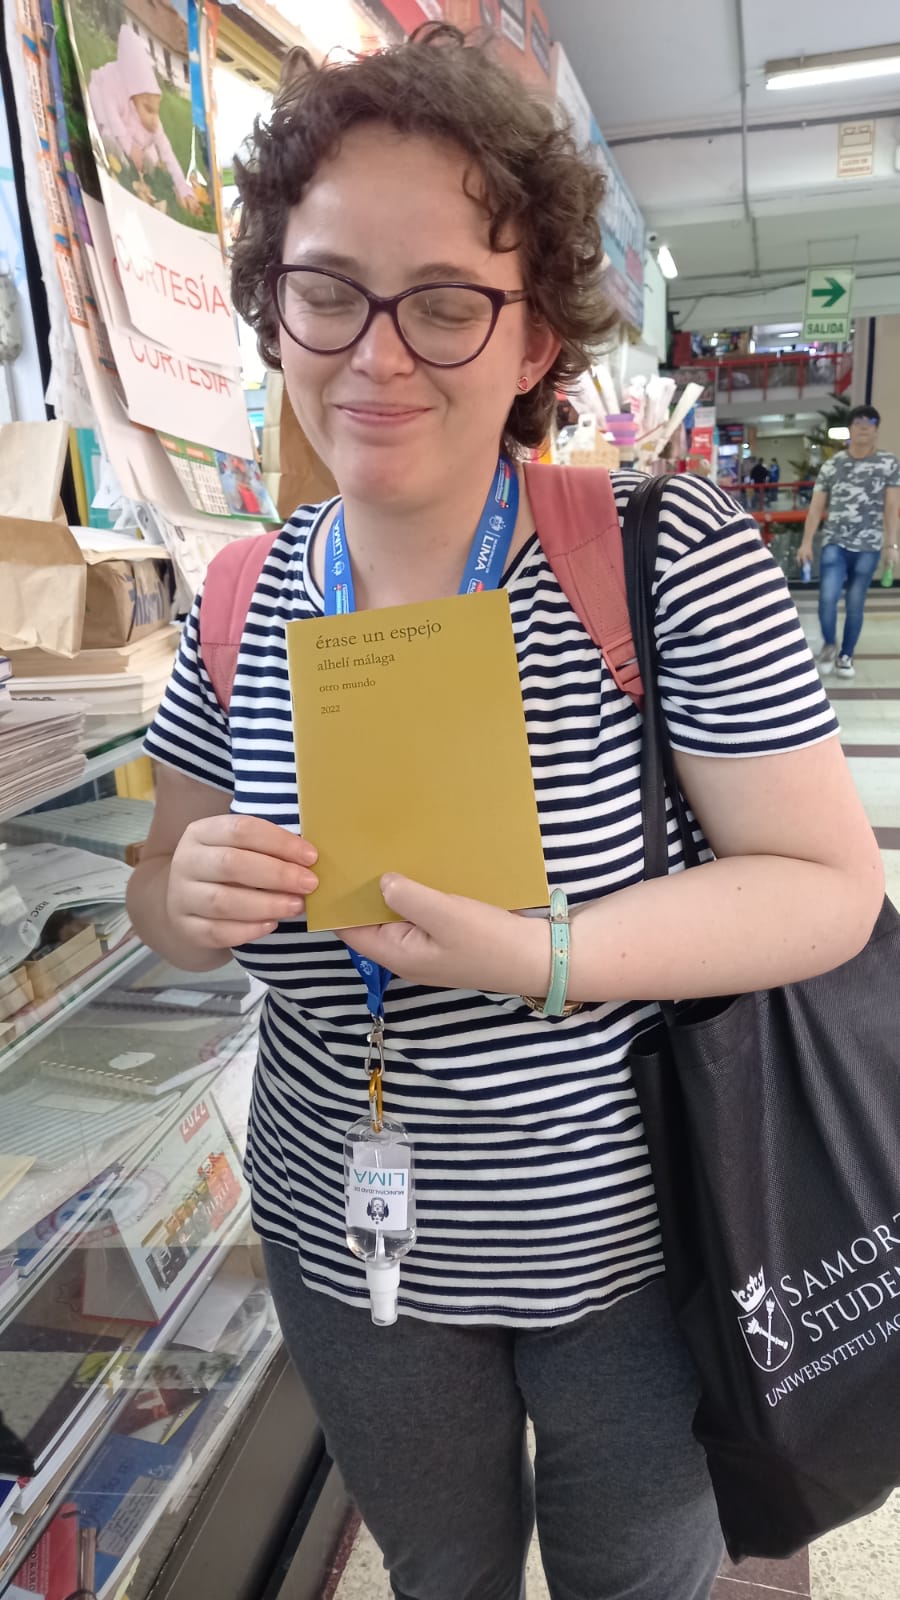 CORTESÍA
CORTESÍA
SALIDA
LIMA
érase un espejo
alhelí málaga
otro mundo
2022
MUNICIPALIDAD DE
LIMA
7707
SAMORZ
STUDEN
UNIWERSYTETU JAG